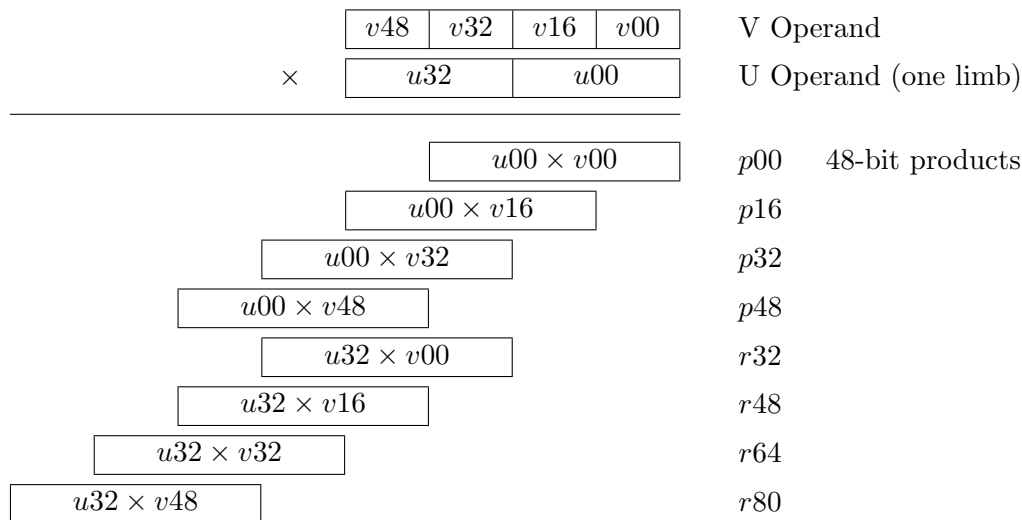 v48 v32 v16 v00 V Operand
× u32 u00 U Operand (one limb)
u00 × v00 p00 48-bit products
u00 × v16 p16
u00 × v32 p32
u00 × v48 p48
u32 × v00 r32
u32 × v16 r48
u32 × v32 r64
u32 × v48 r80